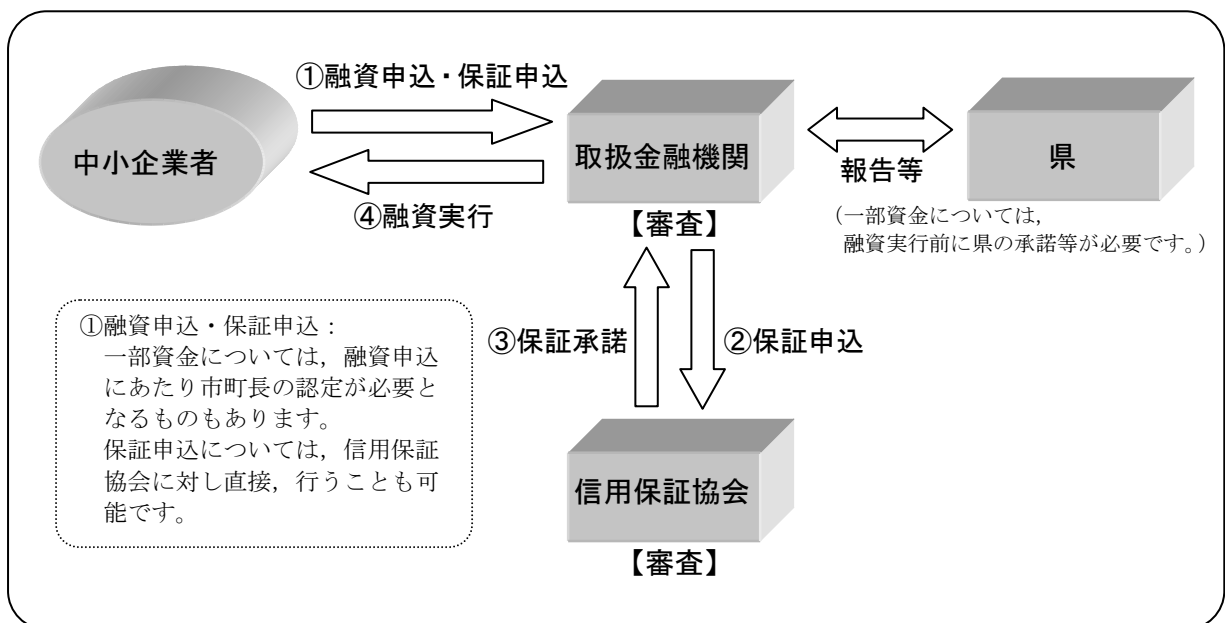 ①融資申込・保証申込
中小企業者
取扱金融機関
県
報告等
④融資実行
【審査】
（一部資金については，
融資実行前に県の承諾等が必要です。）
①融資申込・保証申込：
一部資金については，融資申込
にあたり市町長の認定が必要と
なるものもあります。
保証申込については，信用保証
協会に対し直接，行うことも可
能です。
③保証承諾
②保証申込
信用保証協会
【審査】